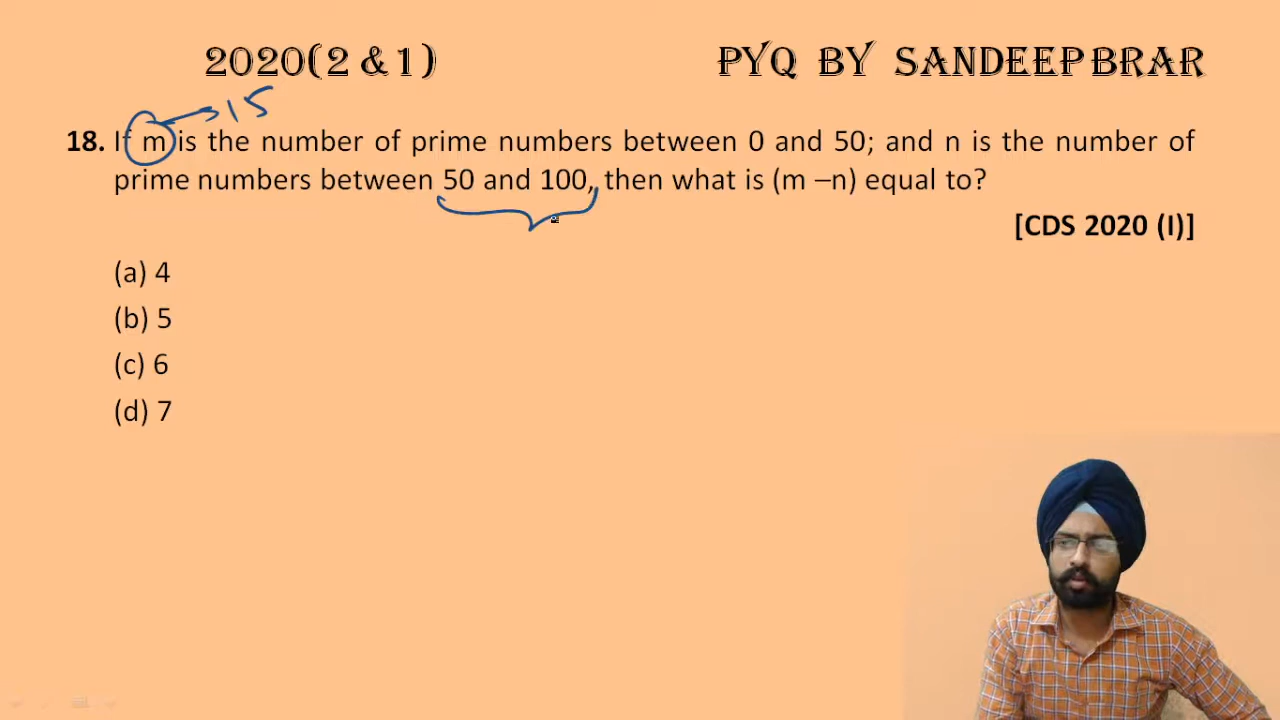 2020(2 & 1)
PYQ BY SANDEEP BRAR
15
18. If m is the number of prime numbers between 0 and 50; and n is the number of
prime numbers between 50 and 100, then what is (m –n) equal to?
[CDS 2020 (I)]
(a) 4
(b) 5
(c) 6
(d) 7